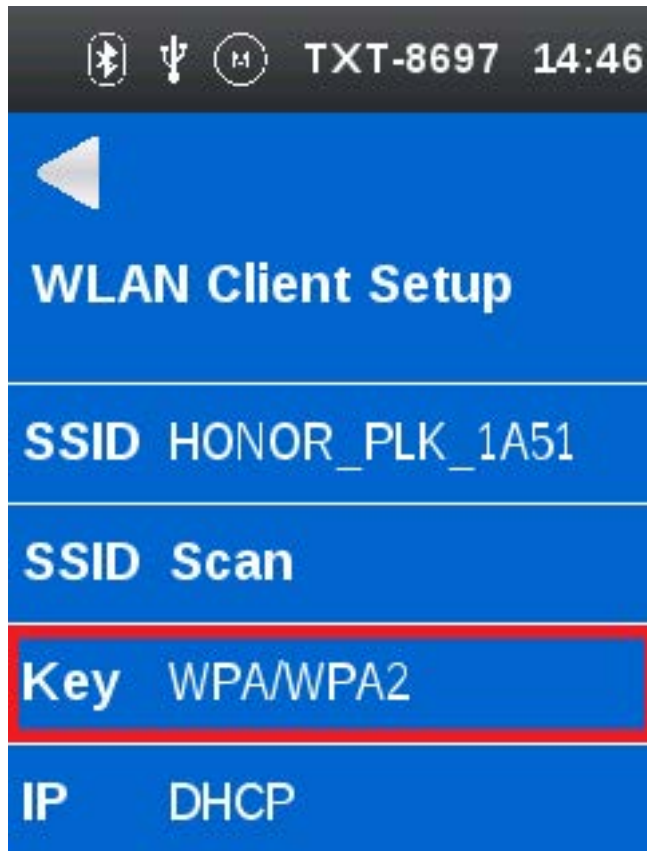 M TXT-8697 14:46
WLAN Client Setup
SSID HONOR_PLK_1A51
SSID Scan
Key WPA/WPA2
IP DHCP